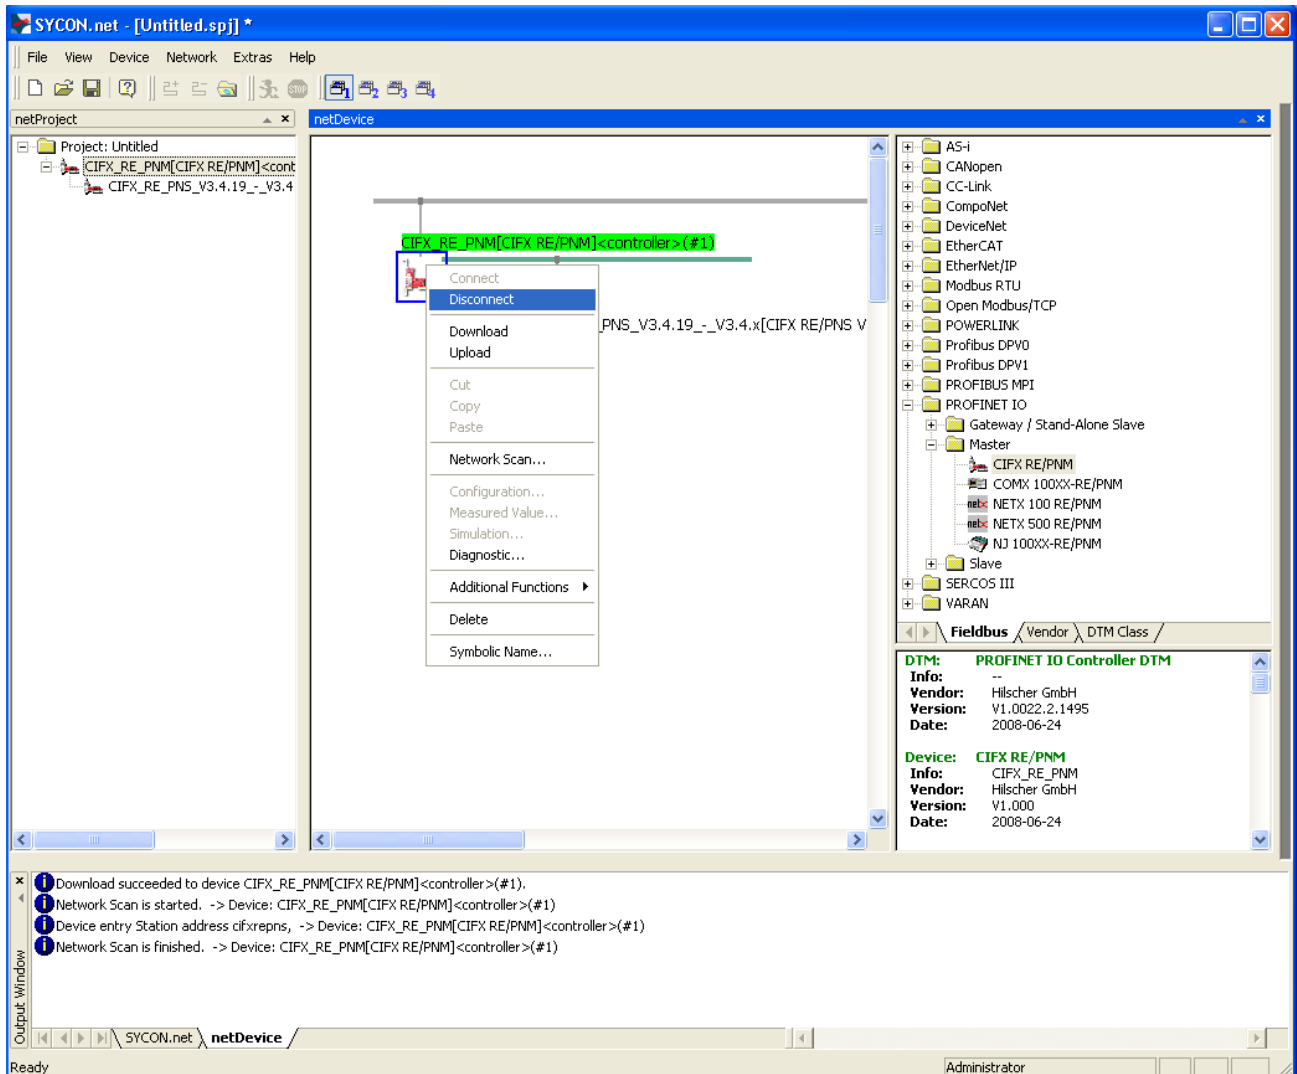 SYCON.net - [Untitled.spj] *
File View Device Network Extras Help
netProject
Project: Untitled
CIFX_RE_PNM[CIFX RE/PNM]<cont
CIFX_RE_PNS_V3.4.19_-_V3.4
netDevice
CIFX_RE_PNM[CIFX RE/PNM]<controller>(#1)
_PNS_V3.4.19_-_V3.4.x[CIFX RE/PNS V
Connect
Disconnect
Download
Upload
Cut
Copy
Paste
Network Scan...
Configuration...
Measured Value...
Simulation...
Diagnostic...
Additional Functions
Delete
Symbolic Name...
AS-i
CANopen
CC-Link
CompoNet
DeviceNet
EtherCAT
EtherNet/IP
Modbus RTU
Open Modbus/TCP
POWERLINK
Profibus DPV0
Profibus DPV1
PROFIBUS MPI
PROFINET IO
Gateway / Stand-Alone Slave
Master
CIFX RE/PNM
COMX 100XX-RE/PNM
NETX 100 RE/PNM
NETX 500 RE/PNM
NJ 100XX-RE/PNM
Slave
SERCOS III
VARAN
Fieldbus Vendor DTM Class
DTM: PROFINET IO Controller DTM
Info: --
Vendor: Hilscher GmbH
Version: V1.0022.2.1495
Date: 2008-06-24
Device: CIFX RE/PNM
Info: CIFX_RE_PNM
Vendor: Hilscher GmbH
Version: V1.000
Date: 2008-06-24
Download succeeded to device CIFX_RE_PNM[CIFX RE/PNM]<controller>(#1).
Network Scan is started. -> Device: CIFX_RE_PNM[CIFX RE/PNM]<controller>(#1)
Device entry Station address cifxrepns, -> Device: CIFX_RE_PNM[CIFX RE/PNM]<controller>(#1)
Network Scan is finished. -> Device: CIFX_RE_PNM[CIFX RE/PNM]<controller>(#1)
Output Window
SYCON.net netDevice
Ready
Administrator